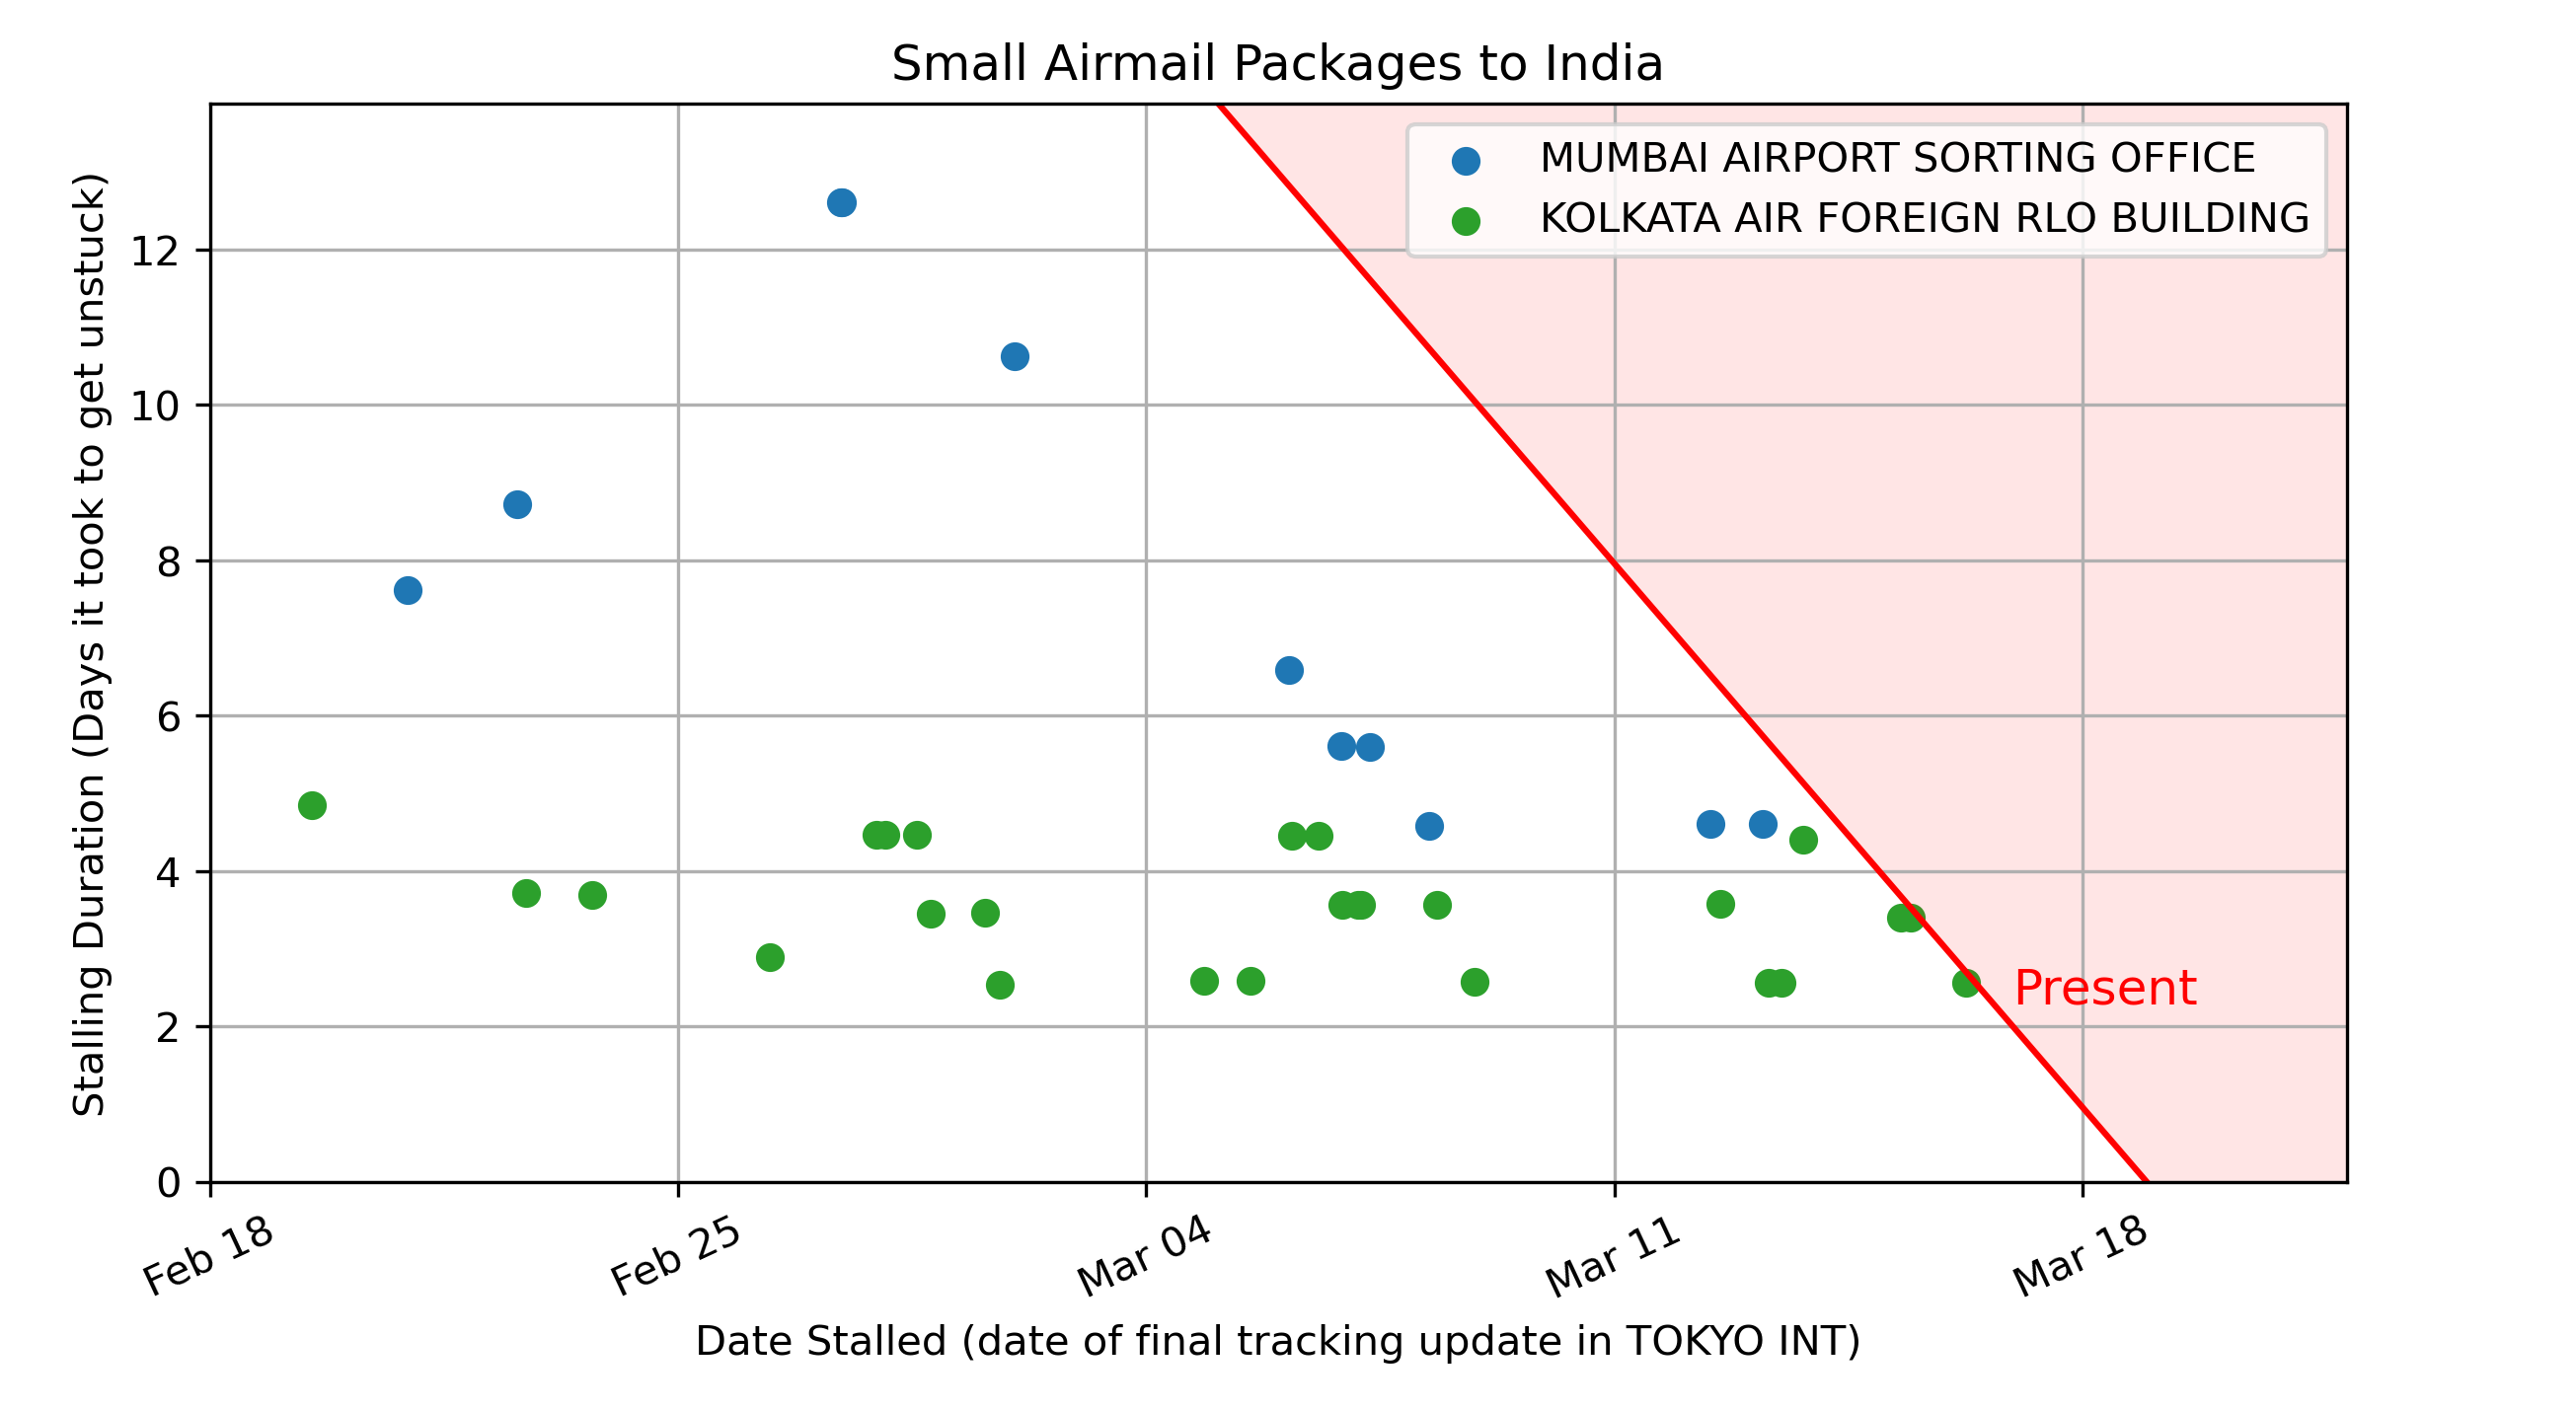 Small Airmail Packages to India
MUMBAI AIRPORT SORTING OFFICE
KOLKATA AIR FOREIGN RLO BUILDING
Stalling Duration (Days it took to get unstuck)
12
10
8
6
4
2
0
Present
Feb 18
Feb 25
Mar 04
Mar 11
Mar 18
Date Stalled (date of final tracking update in TOKYO INT)